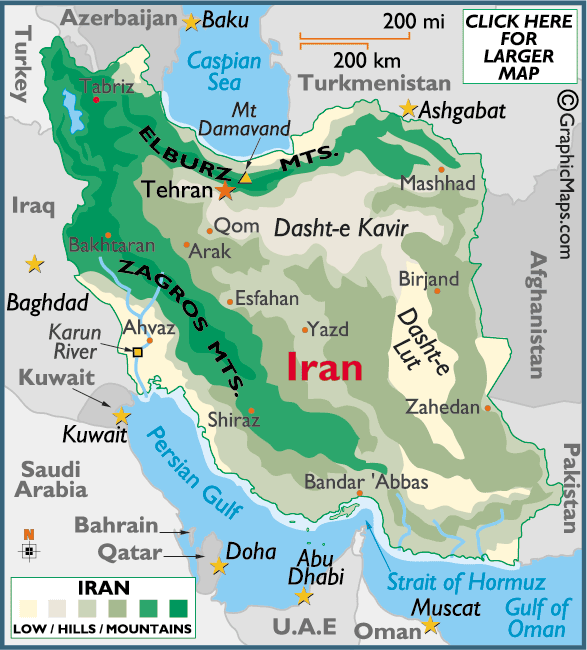 Azerbaijan
Baku
200 mi
200 km
CLICK HERE
FOR
LARGER
MAP
Turkey
Caspian
Sea
Turkmenistan
Tabriz
Mt
Damavand
Ashgabat
©GraphicMaps.com
ELBURZ MTS.
Tehran
Mashhad
Iraq
Qom
Dasht-e Kavir
Bakhtaran
Arak
Afghanistan
Baghdad
ZAGROS MTS.
Esfahan
Birjand
Karun
River
Ahvaz
Yazd
Dasht-e
Lut
Iran
Kuwait
Kuwait
Shiraz
Zahedan
Persian Gulf
Saudi
Arabia
Bandar 'Abbas
Pakistan
Bahrain
Qatar
N
Doha
Abu
Dhabi
Strait of Hormuz
IRAN
LOW / HILLS / MOUNTAINS
U.A.E
Oman
Muscat
Gulf of
Oman